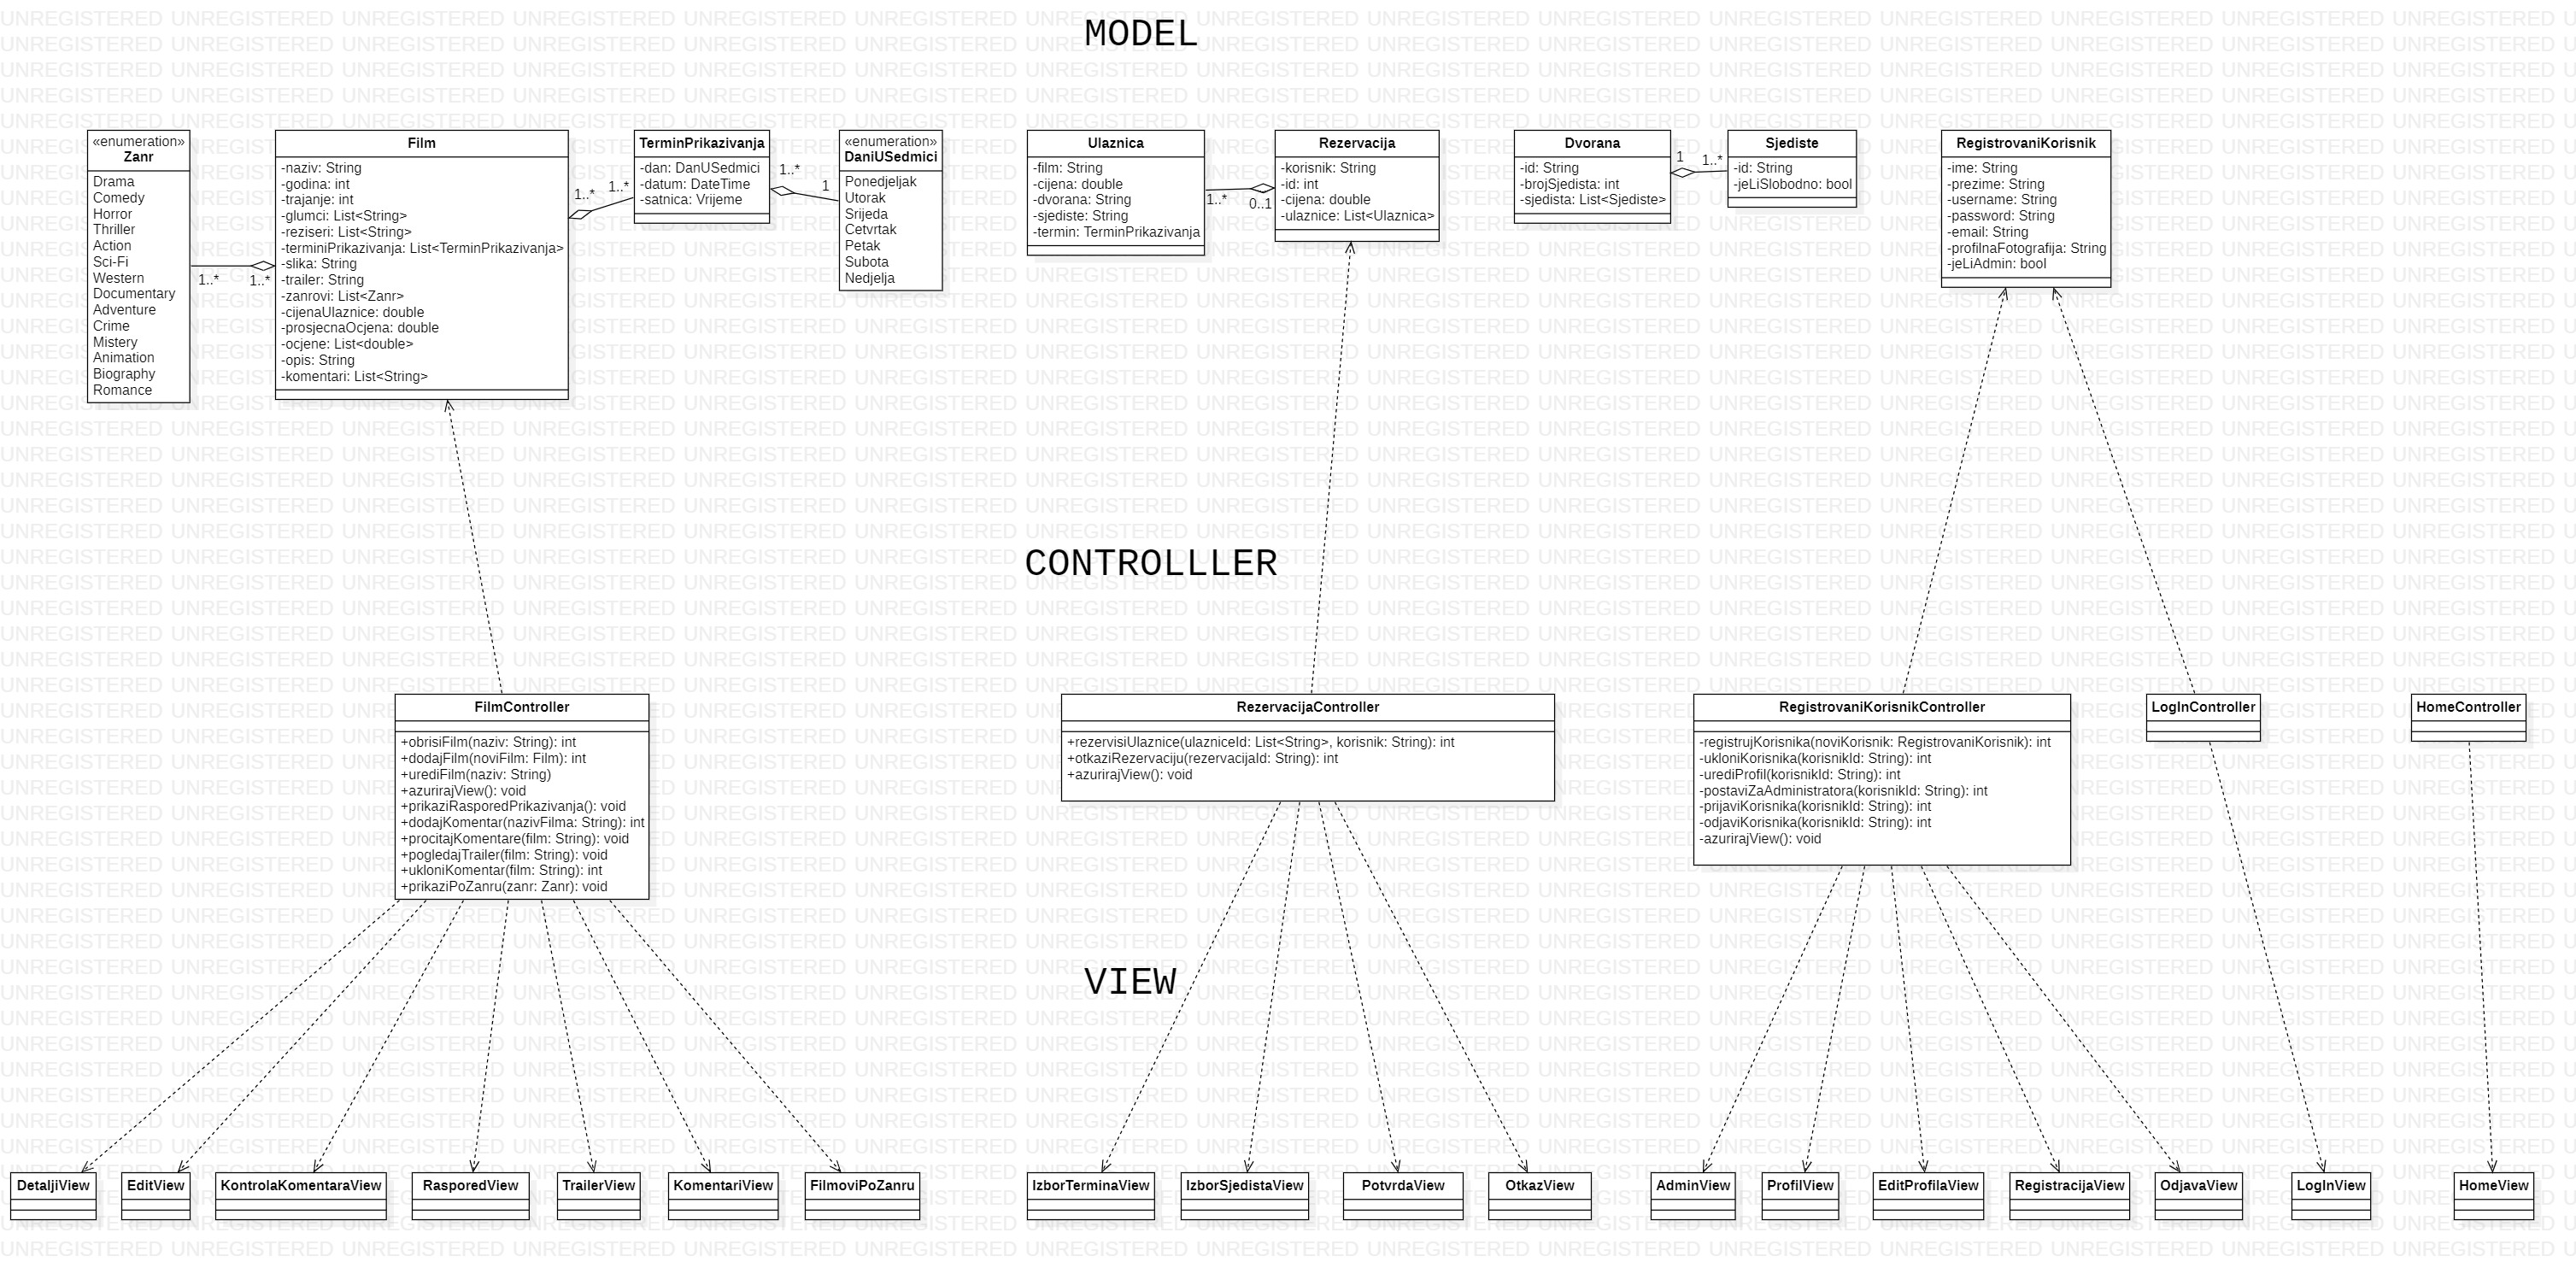 MODEL
«enumeration»
Zanr
Drama
Comedy
Horror
Thriller
Action
Sci-Fi
Western
Documentary
Adventure
Crime
Mistery
Animation
Biography
Romance
1..*
1..*
Film
-naziv: String
-godina: int
-trajanje: int
-glumci: List<String>
-reziseri: List<String>
-terminiPrikazivanja: List<TerminPrikazivanja>
-slika: String
-trailer: String
-zanrovi: List<Zanr>
-cijenaUlaznice: double
-prosjecnaOcjena: double
-ocjene: List<double>
-opis: String
-komentari: List<String>
1..*
1..*
TerminPrikazivanja
-dan: DanUSedmici
-datum: DateTime
-satnica: Vrijeme
1..*
1
«enumeration»
DaniUSedmici
Ponedjeljak
Utorak
Srijeda
Cetvrtak
Petak
Subota
Nedjelja
Ulaznica
-film: String
-cijena: double
-dvorana: String
-sjediste: String
-termin: TerminPrikazivanja
1..*
0..1
Rezervacija
-korisnik: String
-id: int
-cijena: double
-ulaznice: List<Ulaznica>
Dvorana
-id: String
-brojSjedista: int
-sjedista: List<Sjediste>
1
1..*
Sjediste
-id: String
-jeLiSlobodno: bool
RegistrovaniKorisnik
-ime: String
-prezime: String
-username: String
-password: String
-email: String
-profilnaFotografija: String
-jeLiAdmin: bool
CONTROLLLER
FilmController
+obrisiFilm(naziv: String): int
+dodajFilm(noviFilm: Film): int
+urediFilm(naziv: String)
+azurirajView(): void
+prikaziRasporedPrikazivanja(): void
+dodajKomentar(nazivFilma: String): int
+procitajKomentare(film: String): void
+pogledajTrailer(film: String): void
+ukloniKomentar(film: String): int
+prikaziPoZanru(zanr: Zanr): void
RezervacijaController
+rezervisiUlaznice(ulazniceId: List<String>, korisnik: String): int
+otkaziRezervaciju(rezervacijaId: String): int
+azurirajView(): void
RegistrovaniKorisnikController
-registrujKorisnika(noviKorisnik: RegistrovaniKorisnik): int
-ukloniKorisnika(korisnikId: String): int
-urediProfil(korisnikId: String): int
-postaviZaAdministratora(korisnikId: String): int
-prijaviKorisnika(korisnikId: String): int
-odjaviKorisnika(korisnikId: String): int
-azurirajView(): void
LogInController
HomeController
VIEW
DetaljiView
EditView
KontrolaKomentaraView
RasporedView
TrailerView
KomentariView
FilmoviPoZanru
IzborTerminaView
IzborSjedistaView
PotvrdaView
OtkazView
AdminView
ProfilView
EditProfilaView
RegistracijaView
OdjavaView
LogInView
HomeView